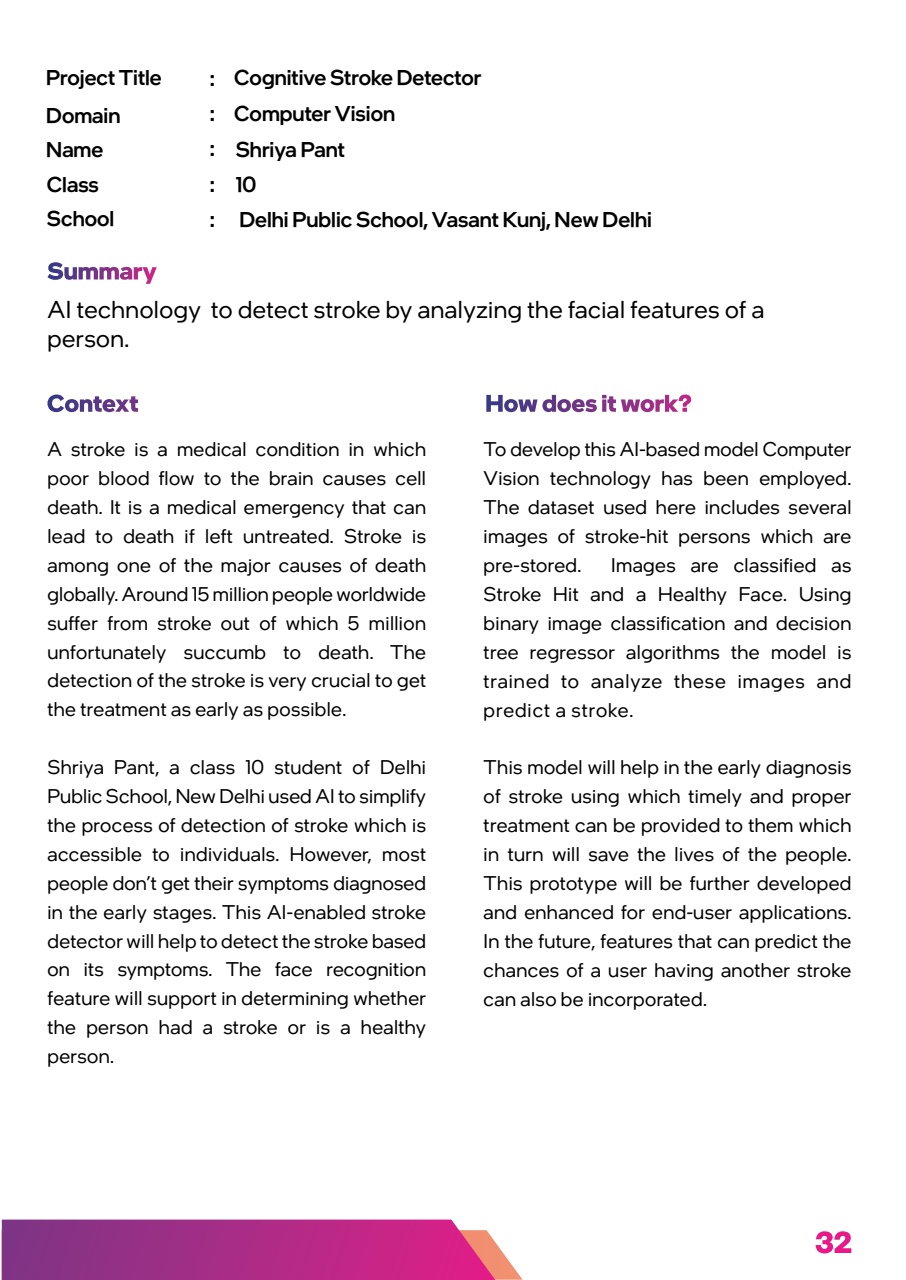 Project Title : Cognitive Stroke Detector
Domain : Computer Vision
Name : Shriya Pant
Class : 10
School : Delhi Public School, Vasant Kunj, New Delhi
Summary
AI technology to detect stroke by analyzing the facial features of a
person.
Context
A stroke is a medical condition in which
poor blood flow to the brain causes cell
death. It is a medical emergency that can
lead to death if left untreated. Stroke is
among one of the major causes of death
globally. Around 15 million people worldwide
suffer from stroke out of which 5 million
unfortunately succumb to death. The
detection of the stroke is very crucial to get
the treatment as early as possible.
Shriya Pant, a class 10 student of Delhi
Public School, New Delhi used AI to simplify
the process of detection of stroke which is
accessible to individuals. However, most
people don’t get their symptoms diagnosed
in the early stages. This AI-enabled stroke
detector will help to detect the stroke based
on its symptoms. The face recognition
feature will support in determining whether
the person had a stroke or is a healthy
person.
How does it work?
To develop this AI-based model Computer
Vision technology has been employed.
The dataset used here includes several
images of stroke-hit persons which are
pre-stored. Images are classified as
Stroke Hit and a Healthy Face. Using
binary image classification and decision
tree regressor algorithms the model is
trained to analyze these images and
predict a stroke.
This model will help in the early diagnosis
of stroke using which timely and proper
treatment can be provided to them which
in turn will save the lives of the people.
This prototype will be further developed
and enhanced for end-user applications.
In the future, features that can predict the
chances of a user having another stroke
can also be incorporated.
32